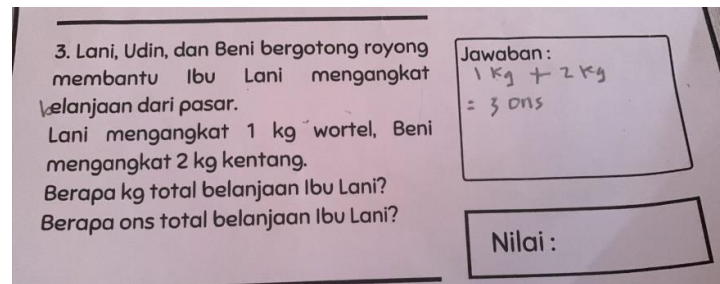 3. Lani, Udin, dan Beni bergotong royong
membantu Ibu Lani mengangkat
belanjaan dari pasar.
Lani mengangkat 1 kg wortel, Beni
mengangkat 2 kg kentang.
Berapa kg total belanjaan Ibu Lani?
Berapa ons total belanjaan Ibu Lani?
Jawaban :
1 kg + 2 kg
= 3 ons
Nilai :